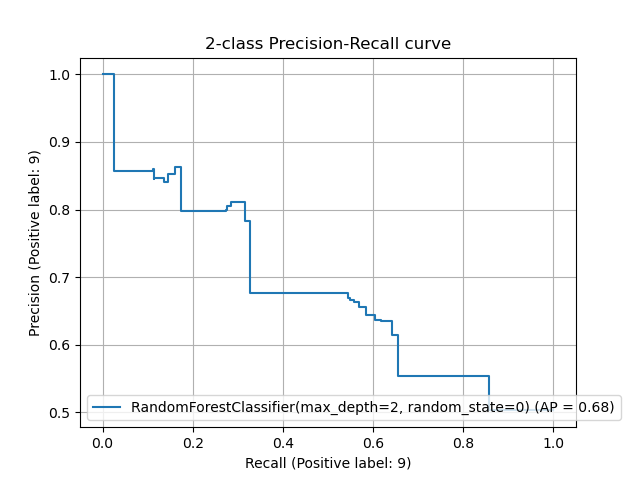 2-class Precision-Recall curve
1.0
0.9
0.8
0.7
0.6
0.5
Precision (Positive label: 9)
RandomForestClassifier(max_depth=2, random_state=0) (AP = 0.68)
0.0 0.2 0.4 0.6 0.8 1.0
Recall (Positive label: 9)